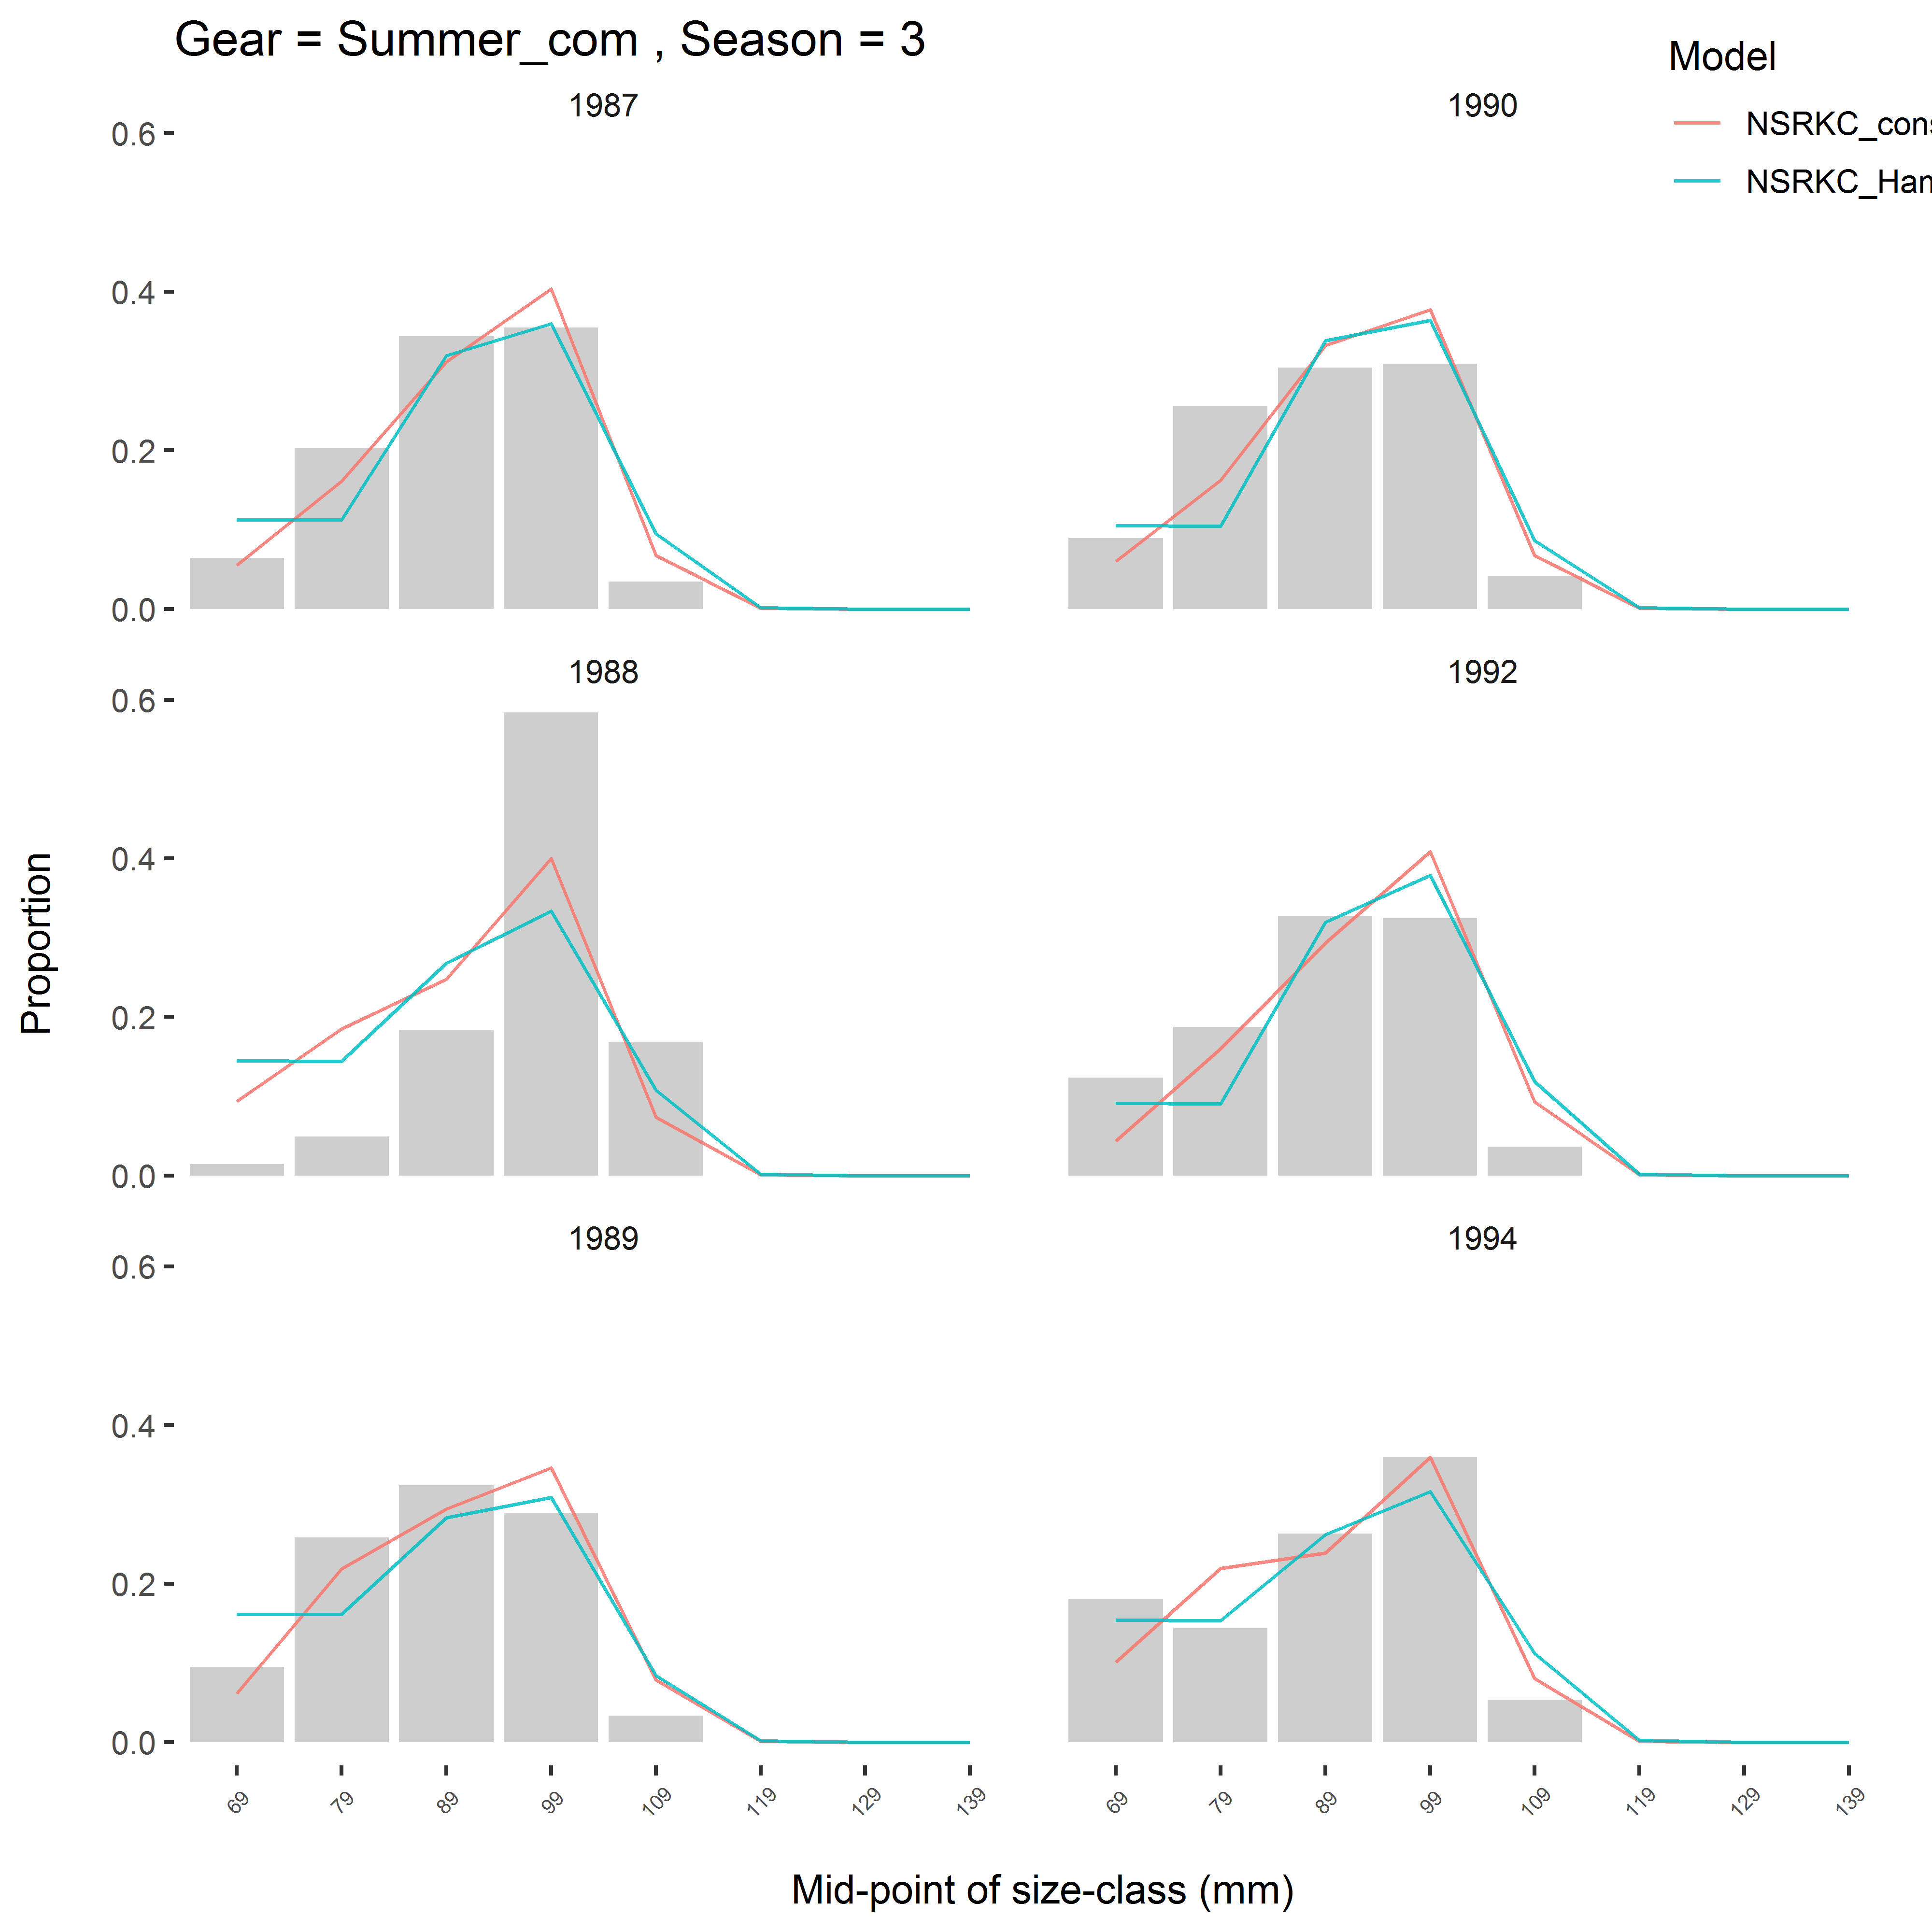 Gear = Summer_com , Season = 3
Model
NSRKC_cons
NSRKC_Han
1987
1990
0.6
0.4
0.2
0.0
1988
1992
0.6
0.4
0.2
0.0
Proportion
1989
1994
0.6
0.4
0.2
0.0
69 79 89 99 109 119 129 139
69 79 89 99 109 119 129 139
Mid-point of size-class (mm)